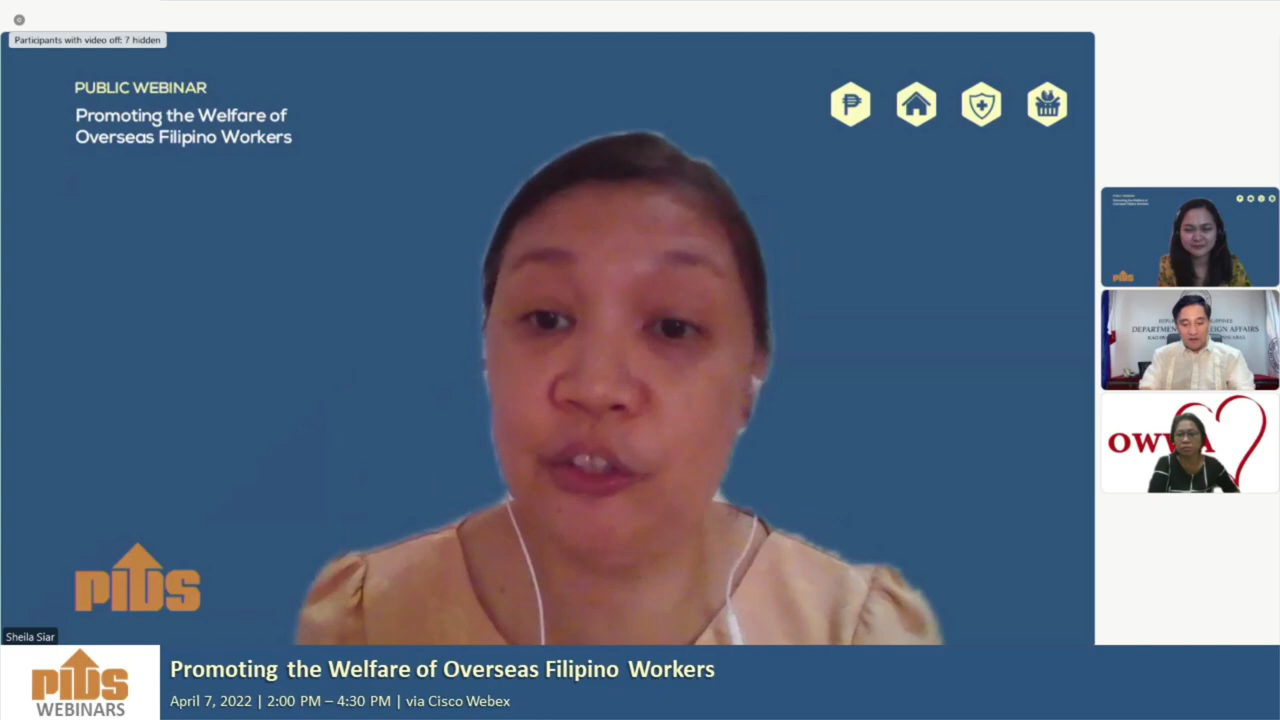 Participants with video off: 7 hidden
PUBLIC WEBINAR
Promoting the Welfare of
Overseas Filipino Workers
PIDS
Sheila Siar
PIDS
DEPARTMENT
AFFAIRS
OWWA
PIDS
WEBINARS
Promoting the Welfare of Overseas Filipino Workers
April 7, 2022 | 2:00 PM – 4:30 PM | via Cisco Webex